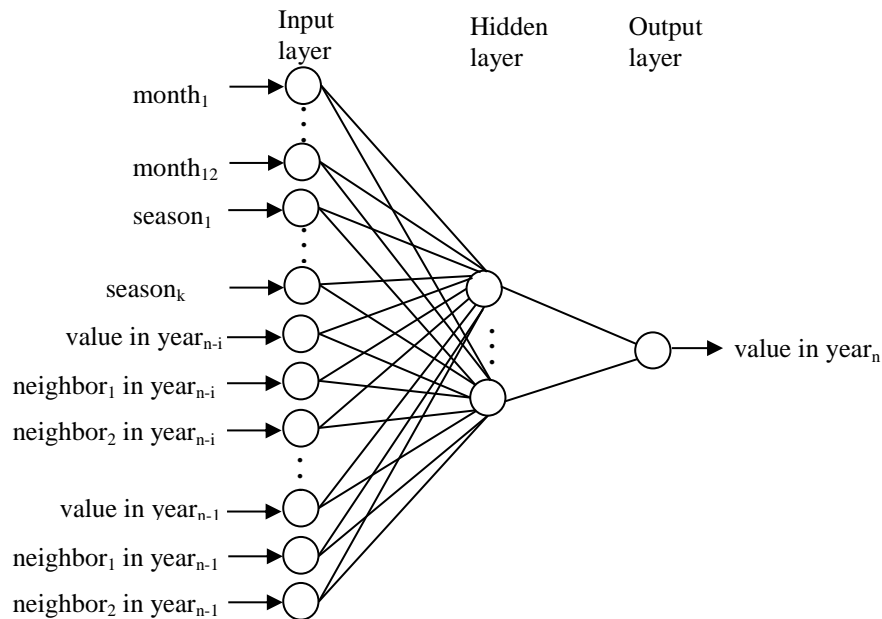 Input layer
Hidden layer
Output layer
month₁
month₁₂
season₁
seasonₖ
value in yearₙ₋ᵢ
neighbor₁ in yearₙ₋ᵢ
neighbor₂ in yearₙ₋ᵢ
value in yearₙ₋₁
neighbor₁ in yearₙ₋₁
neighbor₂ in yearₙ₋₁
value in yearₙ